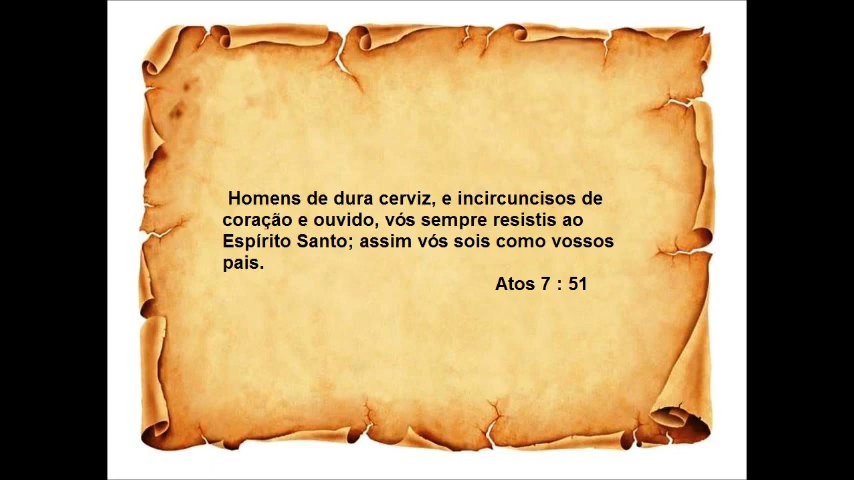 Homens de dura cerviz, e incircuncisos de
coração e ouvido, vós sempre resistis ao
Espírito Santo; assim vós sois como vossos
pais.
Atos 7 : 51